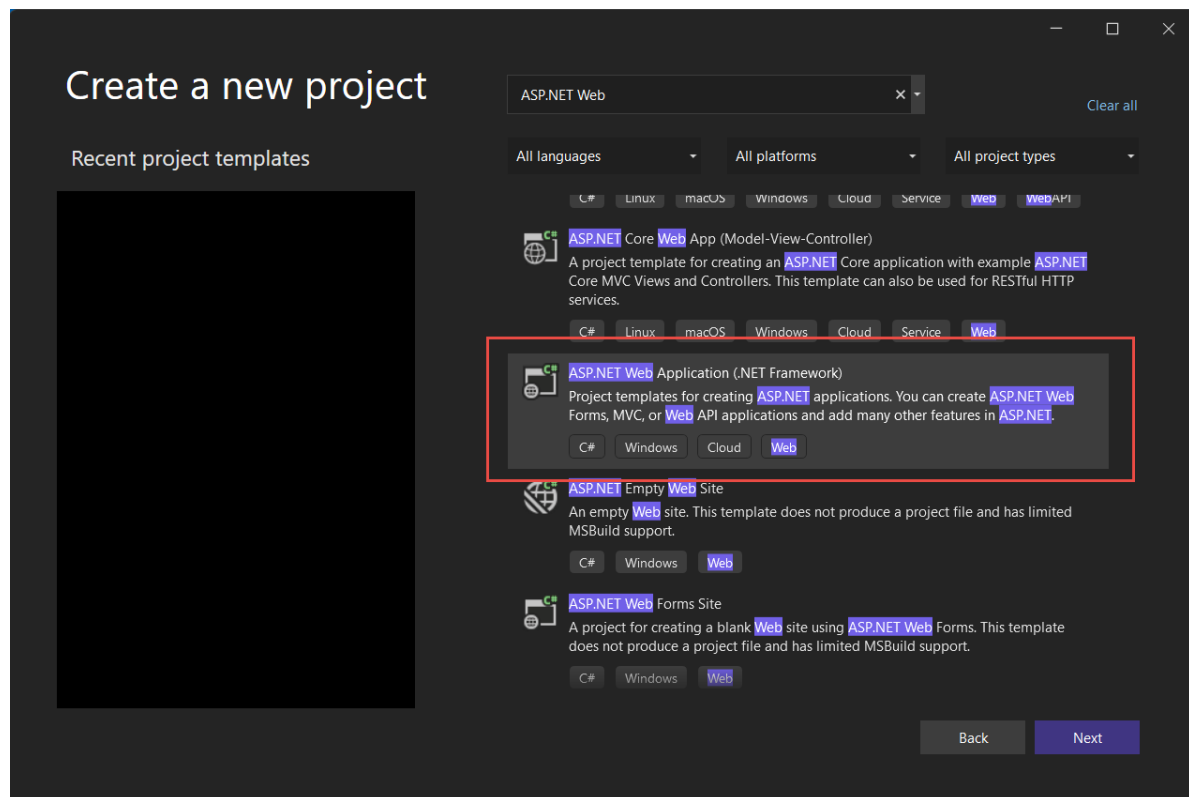 Create a new project
ASP.NET Web
Clear all
Recent project templates
All languages
All platforms
All project types
C# Linux macOS Windows Cloud Service Web WebAPI
C#
ASP.NET Core Web App (Model-View-Controller)
A project template for creating an ASP.NET Core application with example ASP.NET
Core MVC Views and Controllers. This template can also be used for RESTful HTTP
services.
C# Linux macOS Windows Cloud Service Web
C#
ASP.NET Web Application (.NET Framework)
Project templates for creating ASP.NET applications. You can create ASP.NET Web
Forms, MVC, or Web API applications and add many other features in ASP.NET.
C# Windows Cloud Web
C#
ASP.NET Empty Web Site
An empty Web site. This template does not produce a project file and has limited
MSBuild support.
C# Windows Web
C#
ASP.NET Web Forms Site
A project for creating a blank Web site using ASP.NET Web Forms. This template
does not produce a project file and has limited MSBuild support.
C# Windows Web
Back
Next